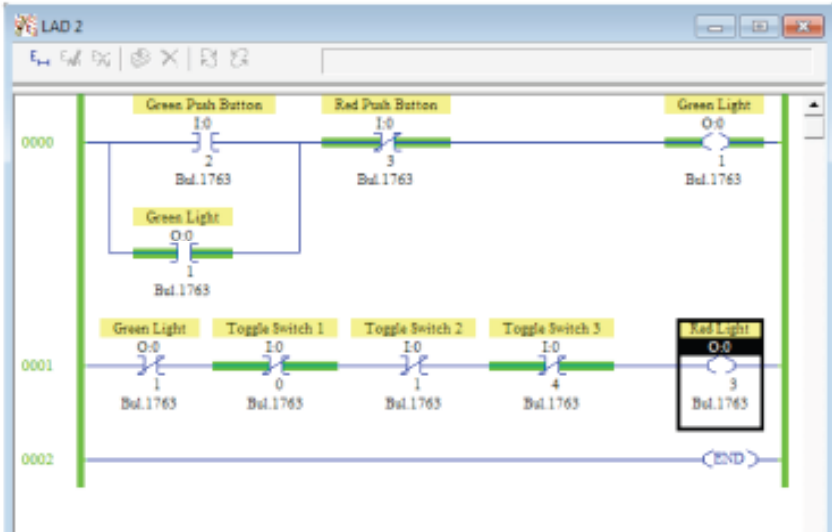 LAD 2
Green Push Button Red Push Button Green Light
I:0 I:0 O:0
0000
2 3 1
Bul.1763 Bul.1763 Bul.1763
Green Light
O:0
1
Bul.1763
Green Light Toggle Switch 1 Toggle Switch 2 Toggle Switch 3 Red Light
O:0 I:0 I:0 I:0 O:0
0001
1 0 1 4 3
Bul.1763 Bul.1763 Bul.1763 Bul.1763 Bul.1763
0002 END